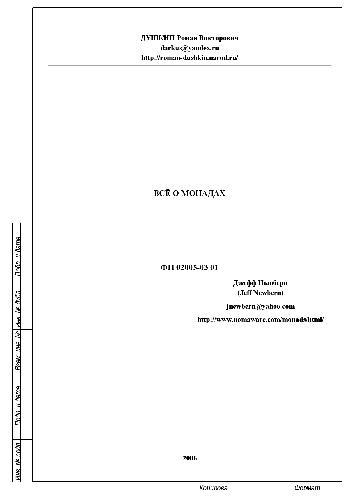 ДУШКИН Роман Викторович
darkus@yandex.ru
http://roman-dushkin.narod.ru/
ВСЁ О МОНАДАХ
ФП 02005-03 01
Джефф Ньюберн
(Jeff Newbern)
jnewbern@yahoo.com
http://www.nomaware.com/monads/html/
2006
Подп. и дата
Инв. № дубл.
Взам. инв. №
Подп. и дата
Инв. № подл.
Копировал
Формат